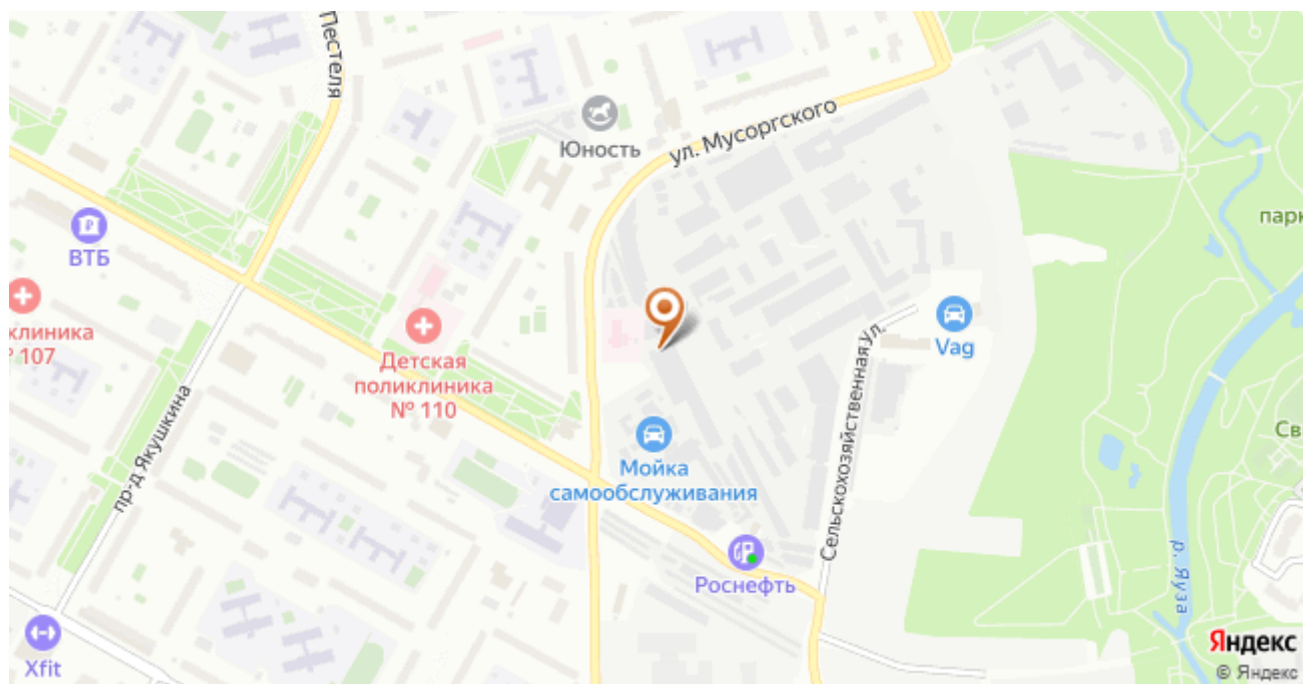 Пестеля
ул. Мусоргского
Юность
парк
ВТБ
клиника
° 107
Детская
поликлиника
№ 110
Vag
Сельскохозяйственная Ул.
пр-д Якушкина
Мойка
самообслуживания
Св
Роснефть
р. Яуза
Xfit
Яндекс
© Яндекс